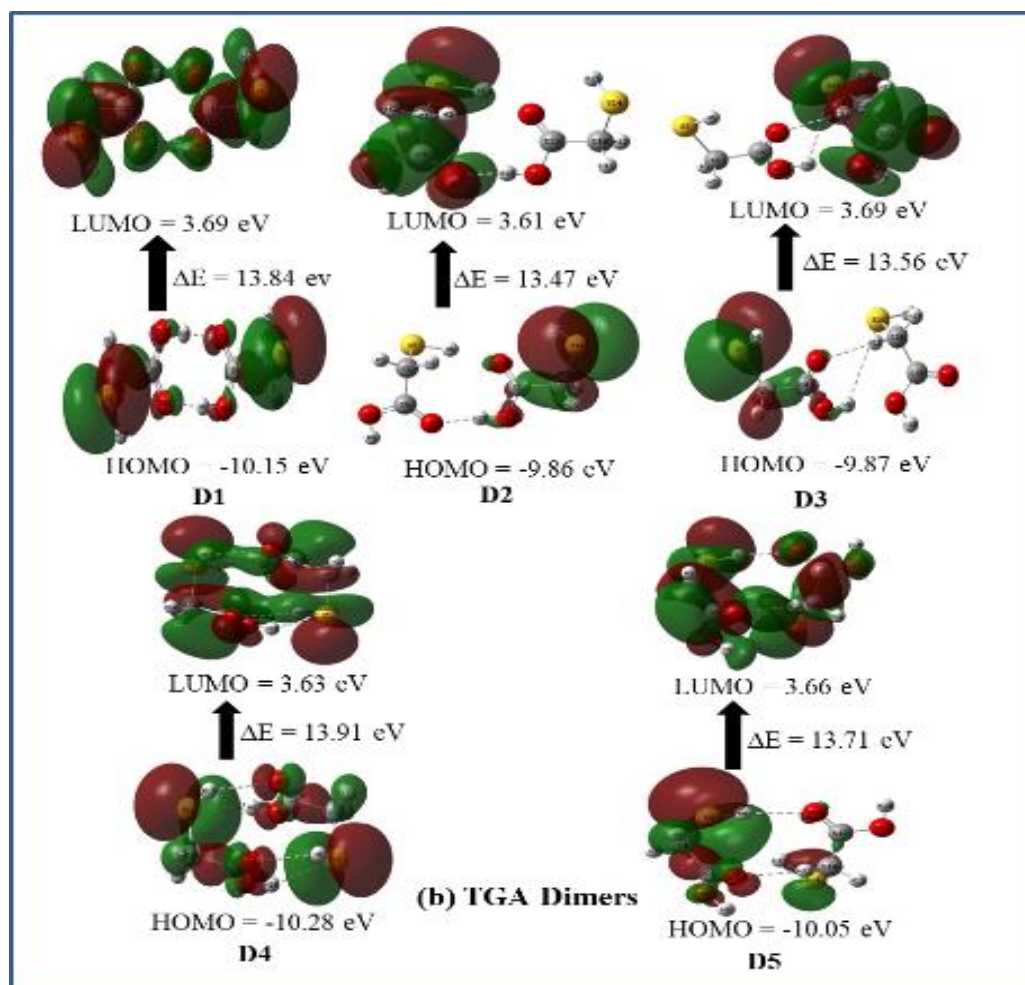 LUMO = 3.69 eV
LUMO = 3.61 eV
LUMO = 3.69 eV
ΔE = 13.84 ev
ΔE = 13.47 eV
ΔE = 13.56 eV
HOMO = -10.15 eV
HOMO = -9.86 eV
HOMO = -9.87 eV
D1
D2
D3
LUMO = 3.63 eV
LUMO = 3.66 eV
ΔE = 13.91 eV
ΔE = 13.71 eV
(b) TGA Dimers
HOMO = -10.28 eV
HOMO = -10.05 eV
D4
D5